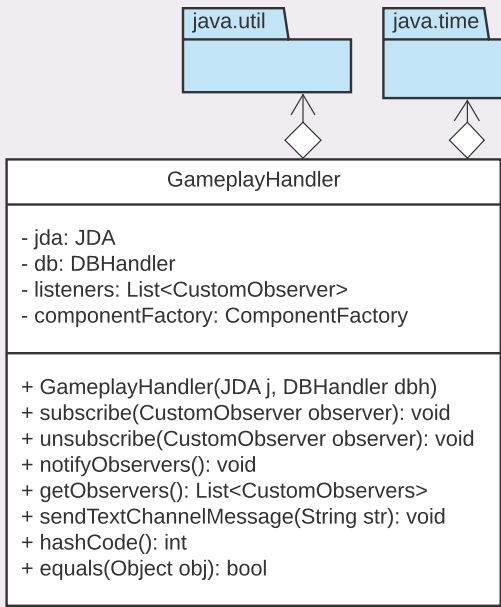 java.util
java.time
GameplayHandler
- jda: JDA
- db: DBHandler
- listeners: List<CustomObserver>
- componentFactory: ComponentFactory
+ GameplayHandler(JDA j, DBHandler dbh)
+ subscribe(CustomObserver observer): void
+ unsubscribe(CustomObserver observer): void
+ notifyObservers(): void
+ getObservers(): List<CustomObservers>
+ sendTextChannelMessage(String str): void
+ hashCode(): int
+ equals(Object obj): bool